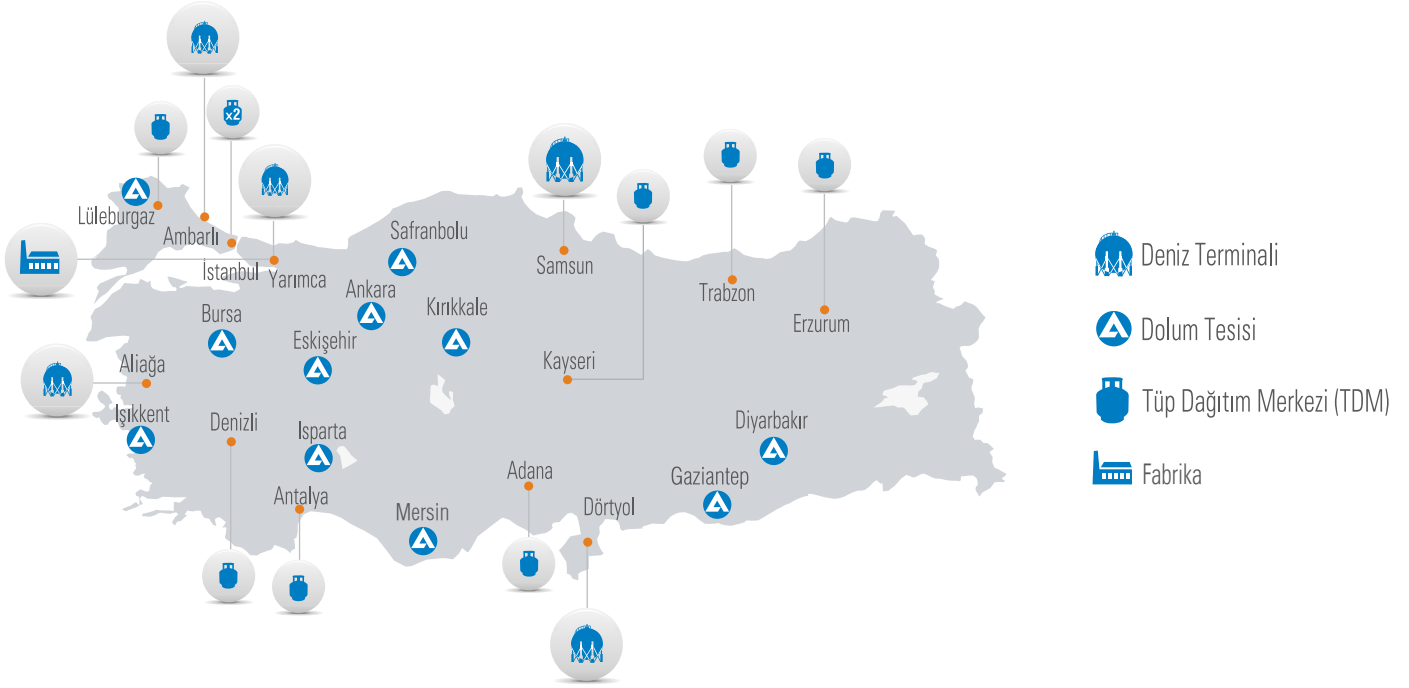 x2
Lüleburgaz
Ambarlı
İstanbul
Yarımca
Safranbolu
Samsun
Ankara
Kırıkkale
Trabzon
Erzurum
Bursa
Eskişehir
Kayseri
Aliağa
Işıkkent
Denizli
Isparta
Diyarbakır
Adana
Gaziantep
Antalya
Mersin
Dörtyol
Deniz Terminali
Dolum Tesisi
Tüp Dağıtım Merkezi (TDM)
Fabrika